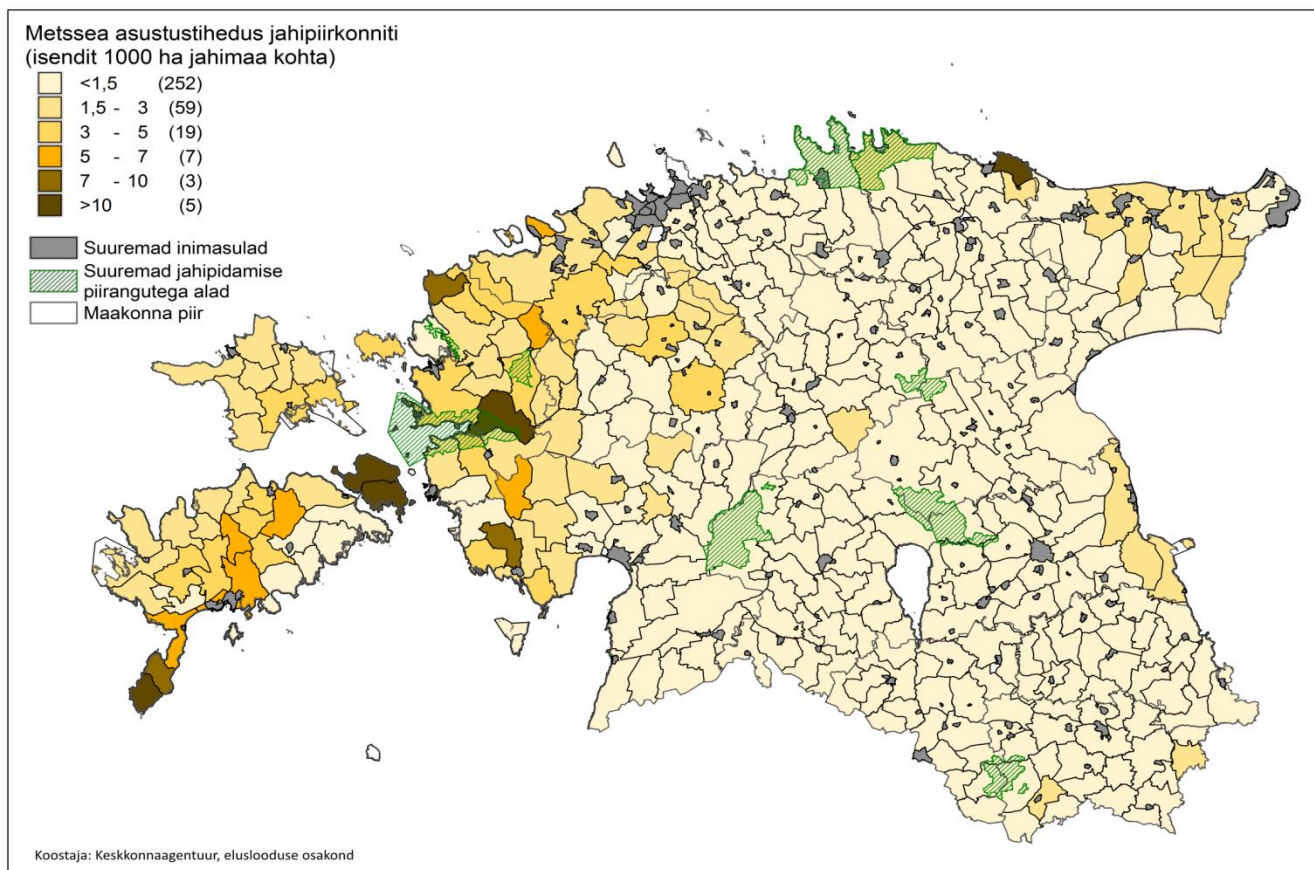 Metssea asustustihedus jahipiirkonniti
(isendit 1000 ha jahimaa kohta)
<1,5 (252)
1,5 - 3 (59)
3 - 5 (19)
5 - 7 (7)
7 - 10 (3)
>10 (5)
Suuremad inimasulad
Suuremad jahipidamise
piirangutega alad
Maakonna piir
Koostaja: Keskkonnaagentuur, eluslooduse osakond